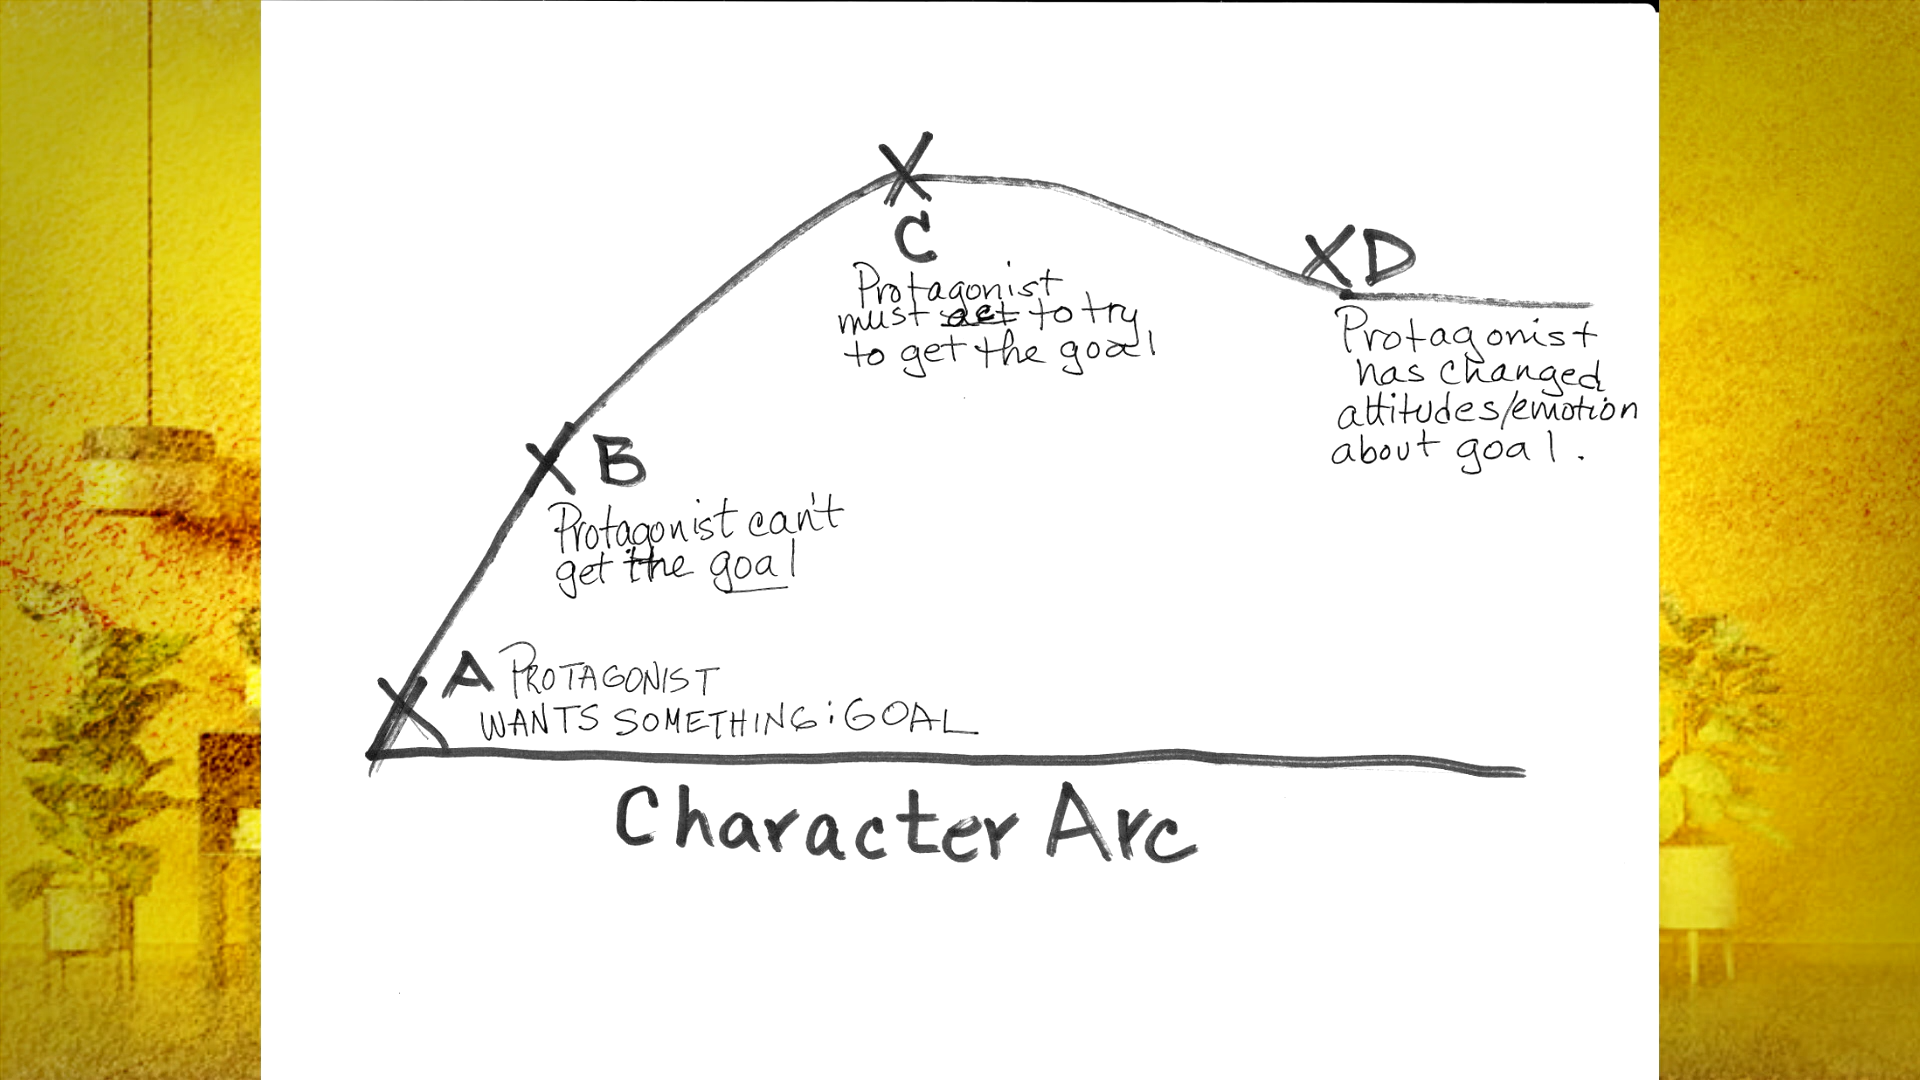 C
Protagonist
must act to try
to get the goal
D
Protagonist
has changed
attitudes/emotion
about goal.
B
Protagonist can't
get the goal
A PROTAGONIST
WANTS SOMETHING: GOAL
Character Arc